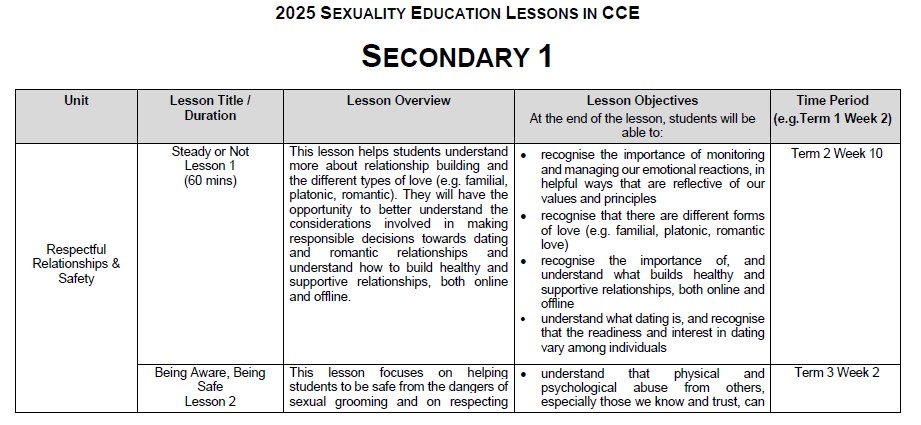 2025 SEXUALITY EDUCATION LESSONS IN CCE
SECONDARY 1
Unit
Lesson Title /
Duration
Lesson Overview
Lesson Objectives
At the end of the lesson, students will be
able to:
Time Period
(e.g.Term 1 Week 2)
Respectful
Relationships &
Safety
Steady or Not
Lesson 1
(60 mins)
This lesson helps students understand
more about relationship building and
the different types of love (e.g. familial,
platonic, romantic). They will have the
opportunity to better understand the
considerations involved in making
responsible decisions towards dating
and romantic relationships and
understand how to build healthy and
supportive relationships, both online
and offline.
• recognise the importance of monitoring
and managing our emotional reactions, in
helpful ways that are reflective of our
values and principles
• recognise that there are different forms
of love (e.g. familial, platonic, romantic
love)
• recognise the importance of, and
understand what builds healthy and
supportive relationships, both online and
offline
• understand what dating is, and recognise
that the readiness and interest in dating
vary among individuals
Term 2 Week 10
Being Aware, Being
Safe
Lesson 2
This lesson focuses on helping
students to be safe from the dangers of
sexual grooming and on respecting
• understand that physical and
psychological abuse from others,
especially those we know and trust, can
Term 3 Week 2